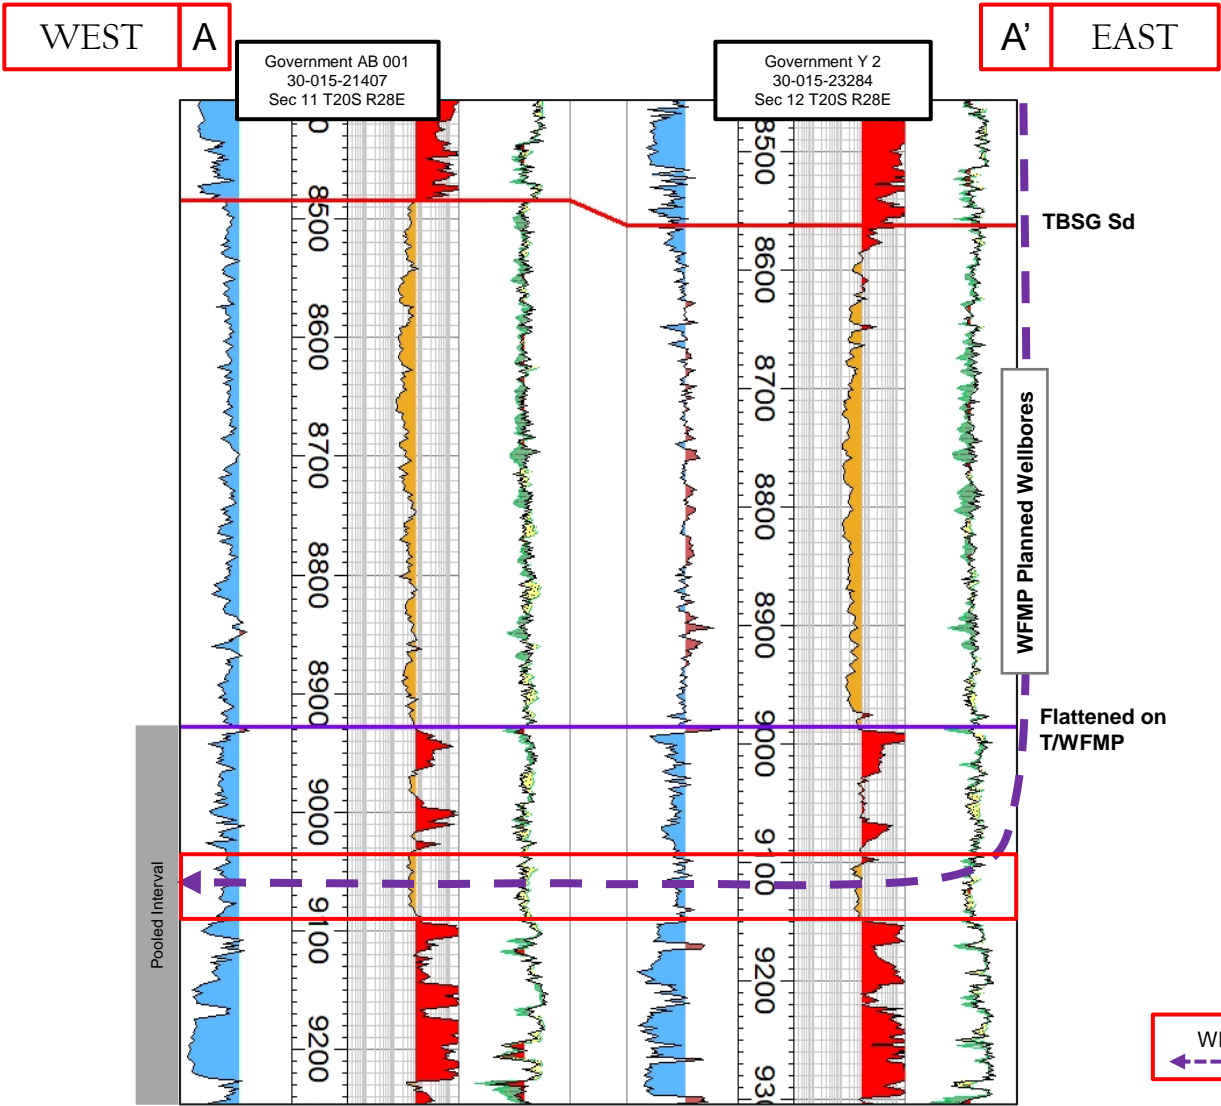 WEST A
A' EAST
Government AB 001
30-015-21407
Sec 11 T20S R28E
Government Y 2
30-015-23284
Sec 12 T20S R28E
8500
8600
8700
8800
8900
9000
9100
9200
8500
8600
8700
8800
8900
9000
9100
9200
TBSG Sd
WFMP Planned Wellbores
Flattened on
T/WFMP
Pooled Interval